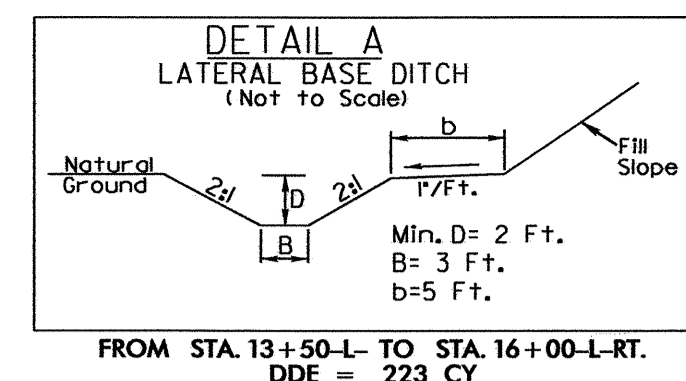 DETAIL A
LATERAL BASE DITCH
(Not to Scale)
b
Natural
Ground
2:1
D
2:1
1"/Ft.
Fill
Slope
B
Min. D= 2 Ft.
B= 3 Ft.
b=5 Ft.
FROM STA. 13+50-L- TO STA. 16+00-L-RT.
DDE = 223 CY